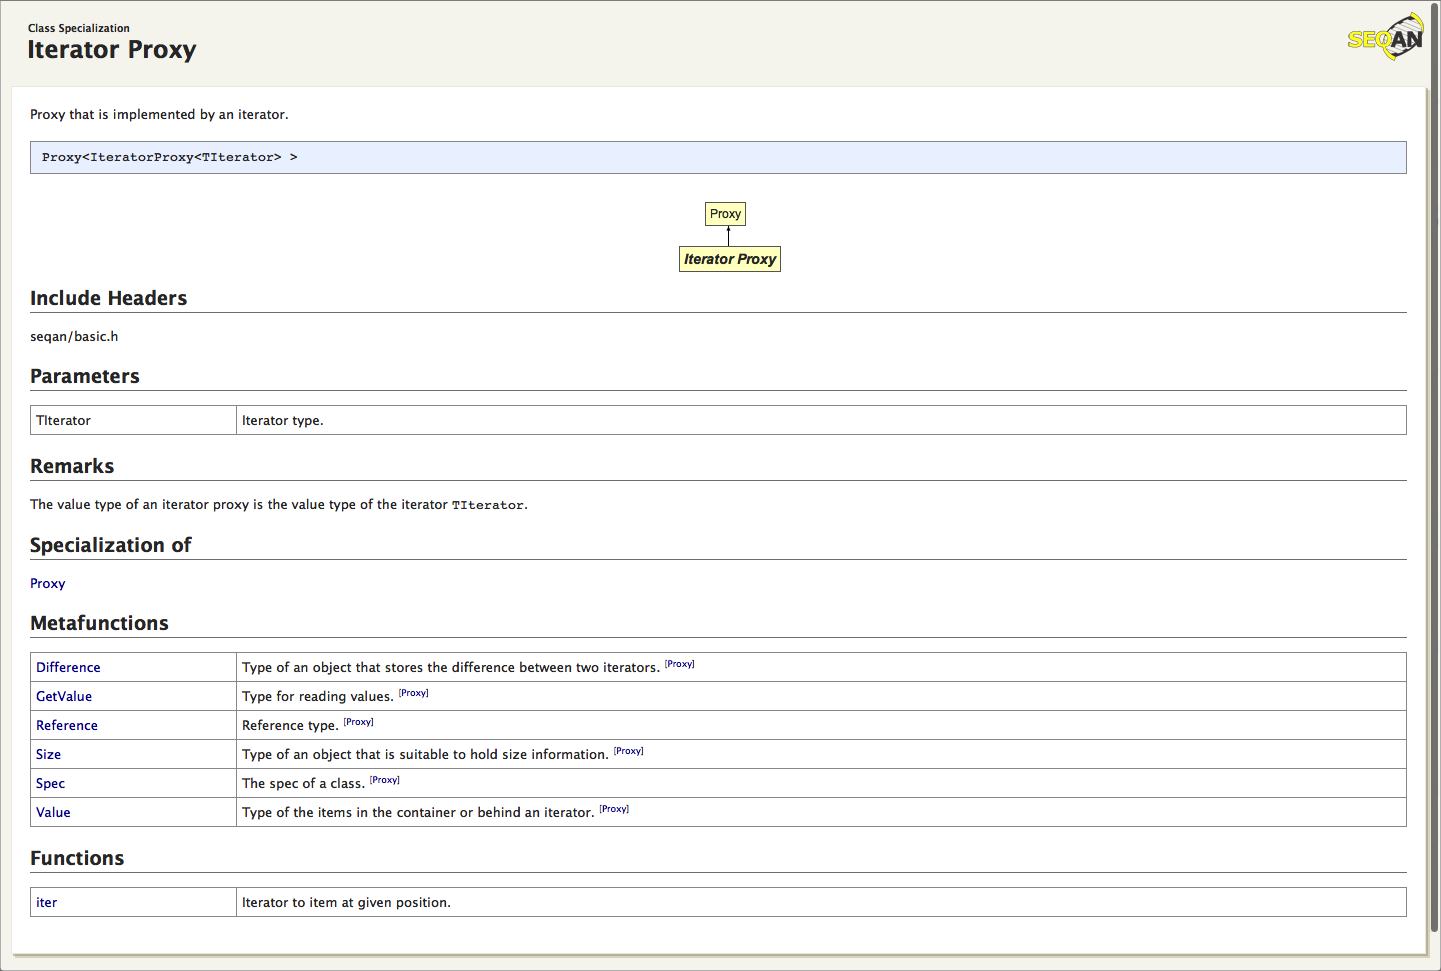 Class Specialization
Iterator Proxy
SEQAN
Proxy that is implemented by an iterator.
Proxy<IteratorProxy<TIterator> >
Proxy
Iterator Proxy
Include Headers
seqan/basic.h
Parameters
TIterator Iterator type.
Remarks
The value type of an iterator proxy is the value type of the iterator TIterator.
Specialization of
Proxy
Metafunctions
Difference Type of an object that stores the difference between two iterators. [Proxy]
GetValue Type for reading values. [Proxy]
Reference Reference type. [Proxy]
Size Type of an object that is suitable to hold size information. [Proxy]
Spec The spec of a class. [Proxy]
Value Type of the items in the container or behind an iterator. [Proxy]
Functions
iter Iterator to item at given position.